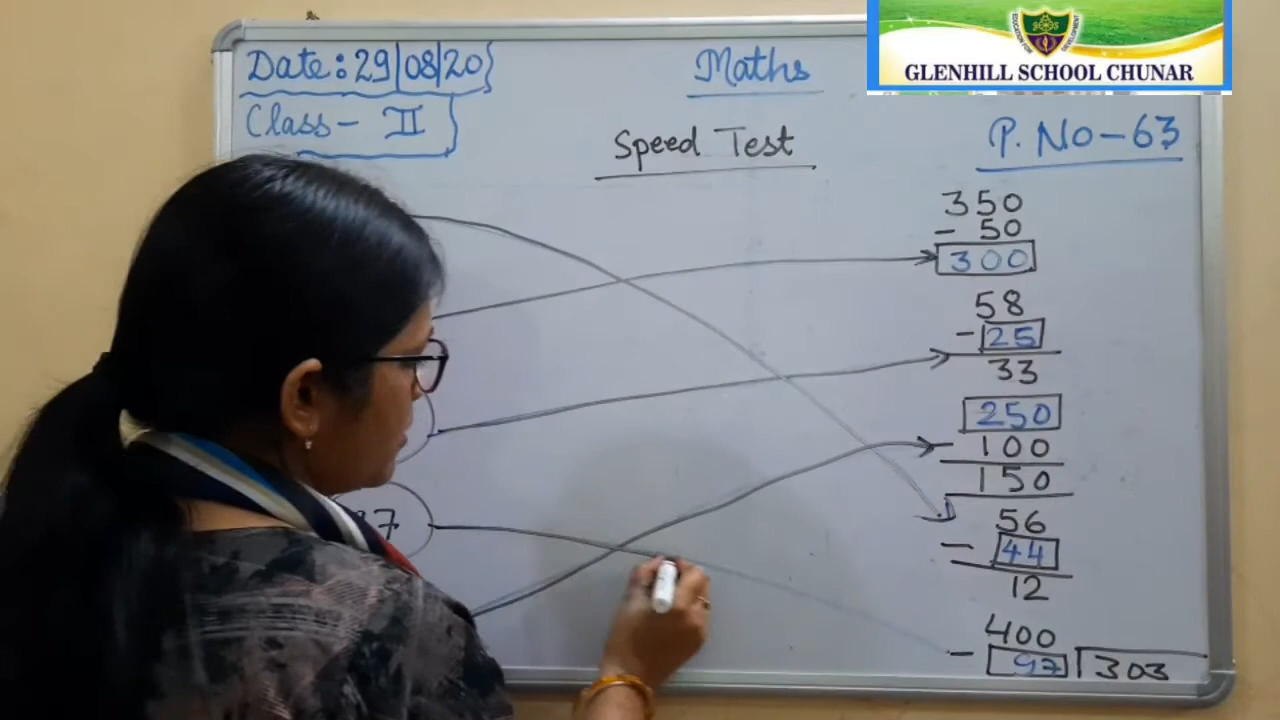 GLENHILL SCHOOL CHUNAR
Date: 29|08|20
Maths
Class - II
Speed Test
P. No - 63
350
- 50
300
58
- 25
33
250
- 100
150
56
- 44
12
400
- 97 303